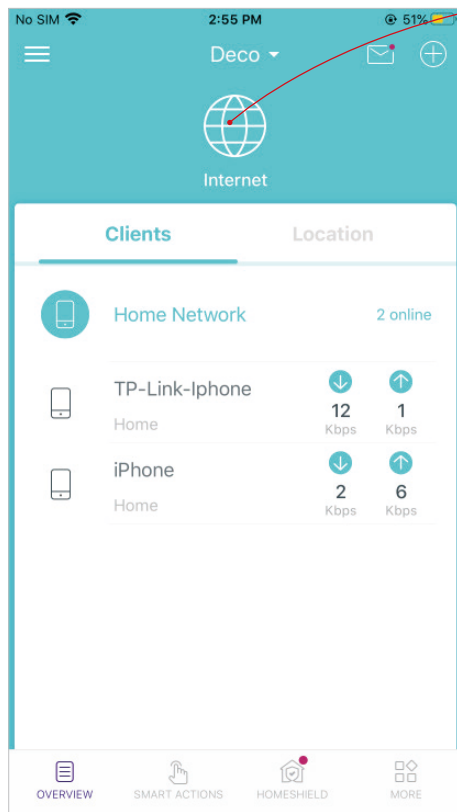 No SIM 2:55 PM 51%
Deco
Internet
Clients Location
Home Network 2 online
TP-Link-Iphone
12 1
Home Kbps Kbps
iPhone
2 6
Home Kbps Kbps
OVERVIEW SMART ACTIONS HOMESHIELD MORE